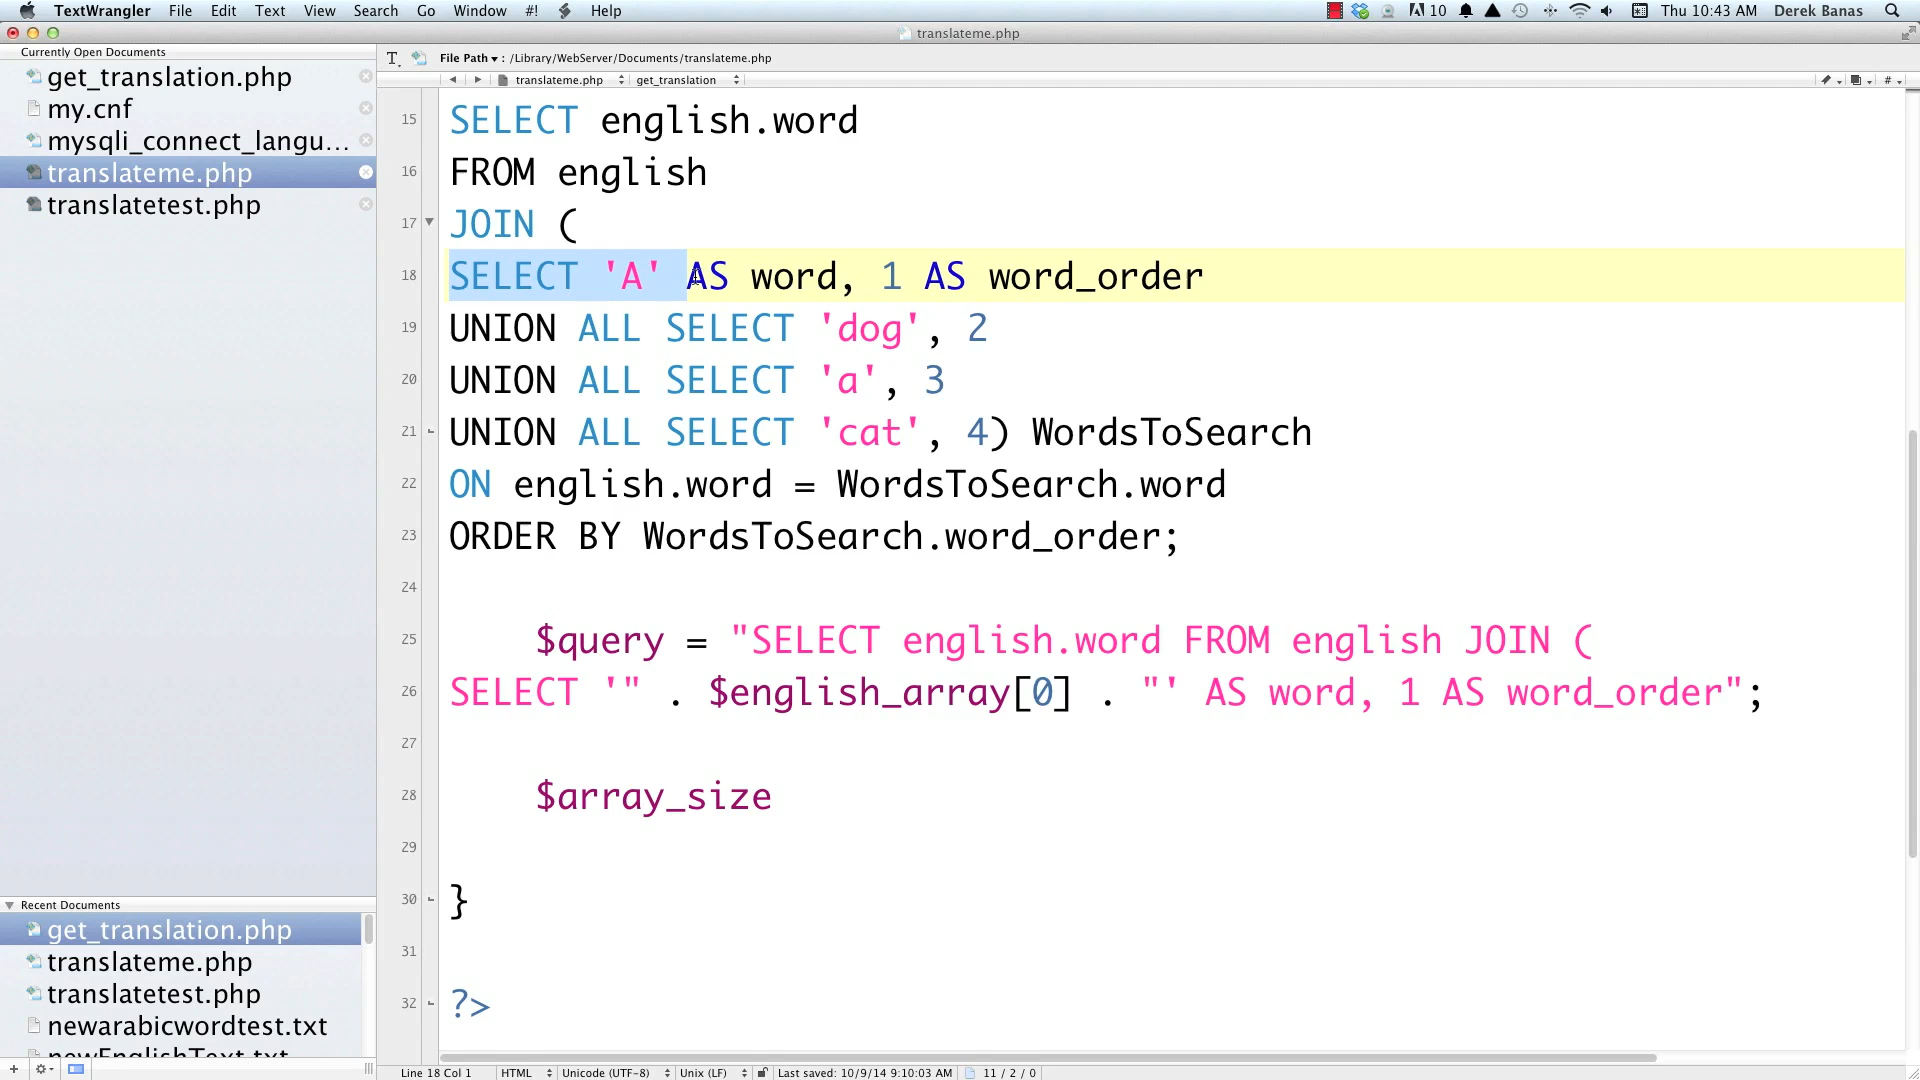 TextWrangler File Edit Text View Search Go Window #! Help 10 Thu 10:43 AM Derek Banas
translateme.php
Currently Open Documents
get_translation.php
my.cnf
mysqli_connect_langu...
translateme.php
translatetest.php
File Path ▾ : /Library/WebServer/Documents/translateme.php
translateme.php get_translation #
15 SELECT english.word
16 FROM english
17 JOIN (
18 SELECT 'A' AS word, 1 AS word_order
19 UNION ALL SELECT 'dog', 2
20 UNION ALL SELECT 'a', 3
21 UNION ALL SELECT 'cat', 4) WordsToSearch
22 ON english.word = WordsToSearch.word
23 ORDER BY WordsToSearch.word_order;
24
25 $query = "SELECT english.word FROM english JOIN (
26 SELECT '" . $english_array[0] . "' AS word, 1 AS word_order";
27
28 $array_size
29
30 }
31
32 ?>
Recent Documents
get_translation.php
translateme.php
translatetest.php
newarabicwordtest.txt
newEnglishText.txt
Line 18 Col 1 HTML Unicode (UTF-8) Unix (LF) Last saved: 10/9/14 9:10:03 AM 11 / 2 / 0